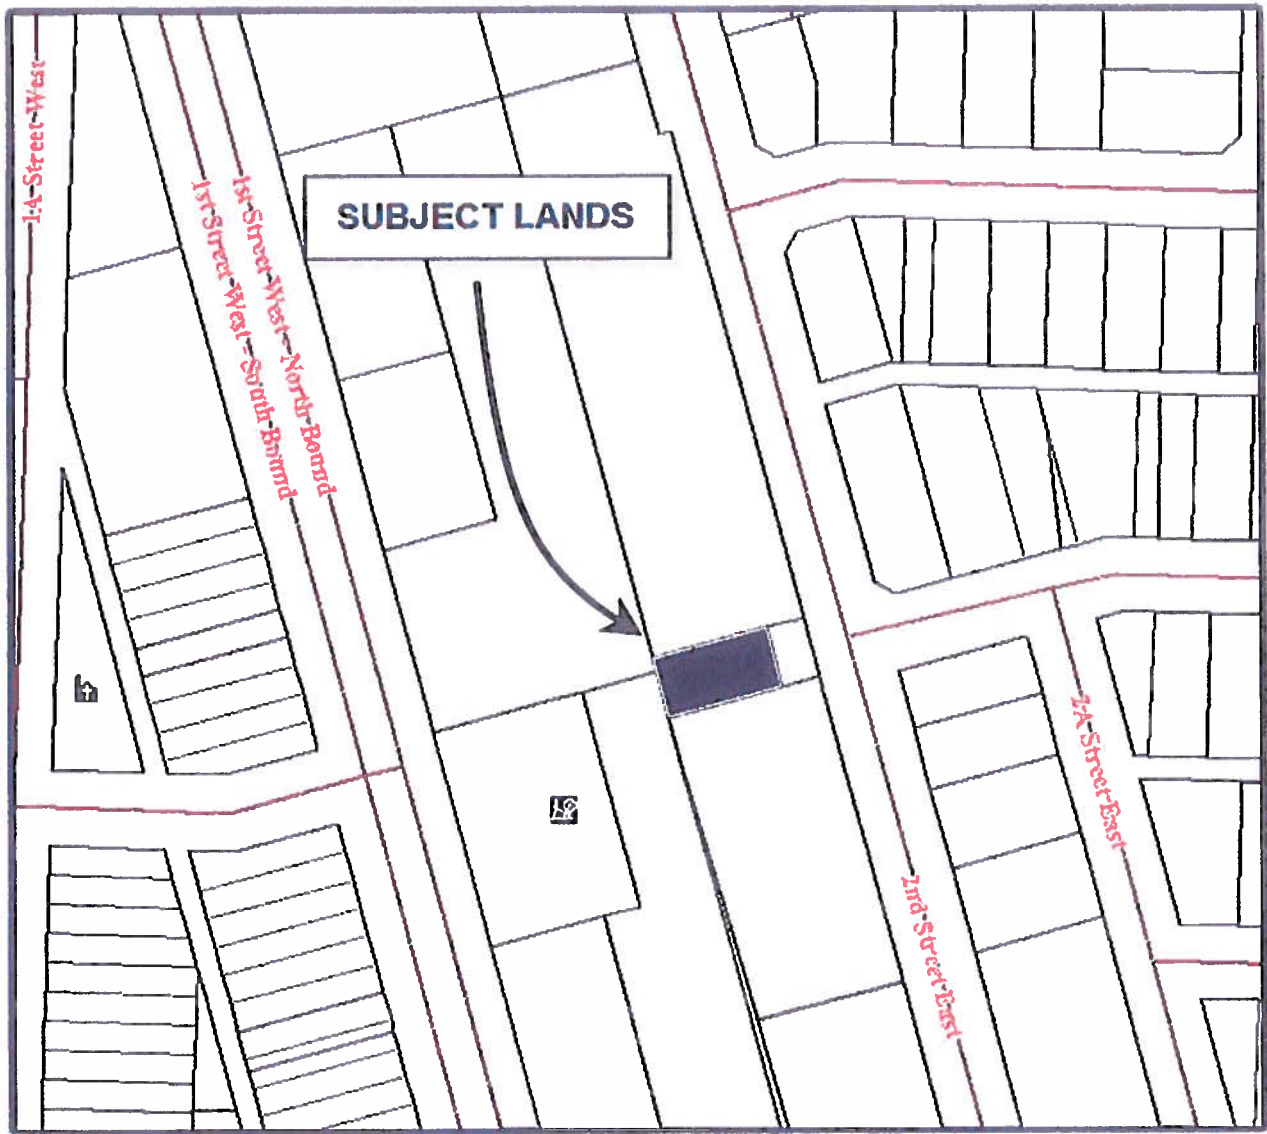 1A Street West
1st Street West - North Bound
1st Street West - South Bound
SUBJECT LANDS
2A Street East
2nd Street East